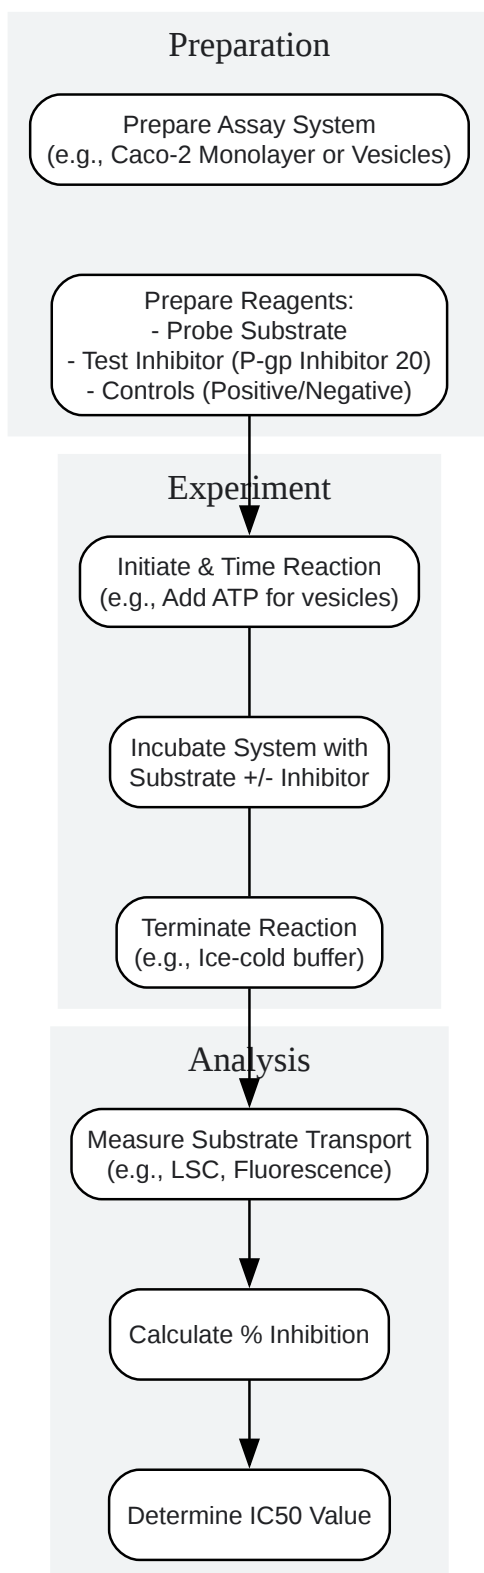 Preparation
Prepare Assay System
(e.g., Caco-2 Monolayer or Vesicles)
Prepare Reagents:
- Probe Substrate
- Test Inhibitor (P-gp Inhibitor 20)
- Controls (Positive/Negative)
Experiment
Initiate & Time Reaction
(e.g., Add ATP for vesicles)
Incubate System with
Substrate +/- Inhibitor
Terminate Reaction
(e.g., Ice-cold buffer)
Analysis
Measure Substrate Transport
(e.g., LSC, Fluorescence)
Calculate % Inhibition
Determine IC50 Value